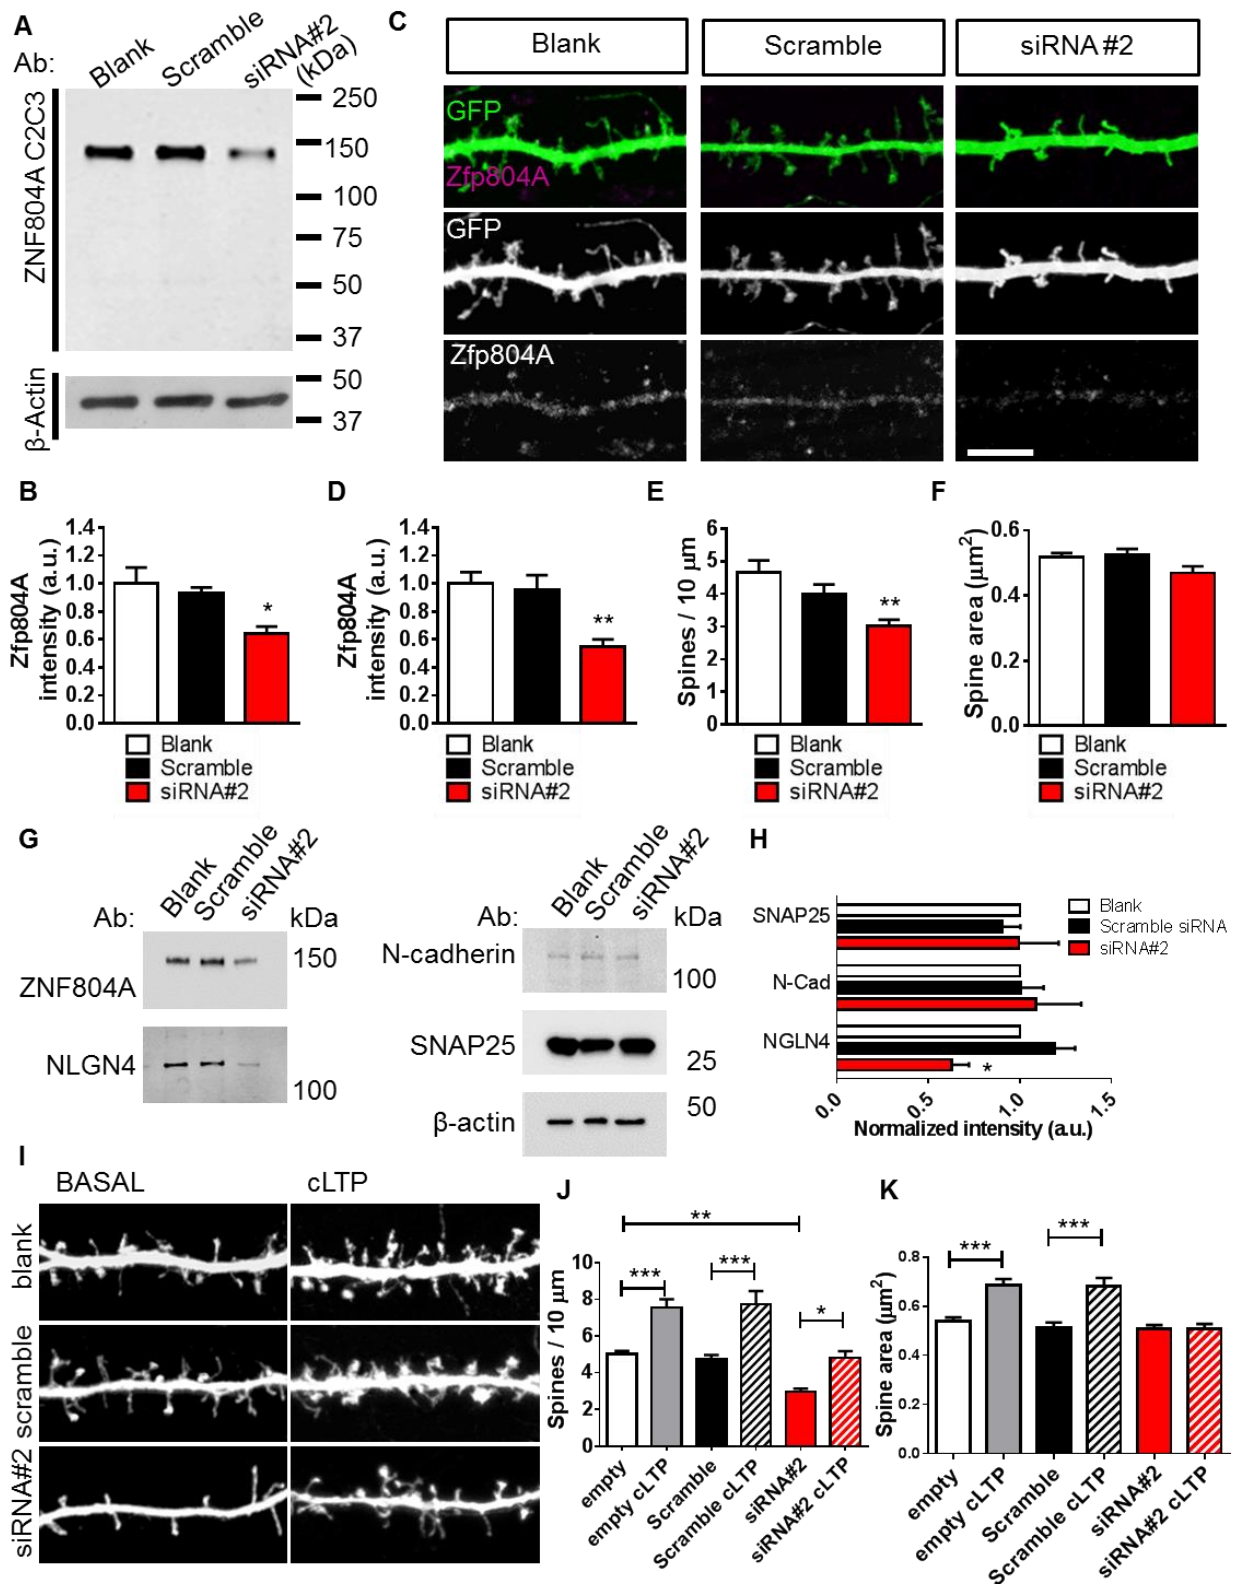 A
Ab:
Blank
Scramble
siRNA#2
(kDa)
ZNF804A C2C3
250
150
100
75
50
37
β-Actin
50
37
C
Blank
Scramble
siRNA #2
GFP
Zfp804A
GFP
Zfp804A
B
Zfp804A
intensity (a.u.)
1.4
1.2
1.0
0.8
0.6
0.4
0.2
0.0
*
Blank
Scramble
siRNA#2
D
Zfp804A
intensity (a.u.)
1.4
1.2
1.0
0.8
0.6
0.4
0.2
0.0
**
Blank
Scramble
siRNA#2
E
Spines / 10 μm
6
5
4
3
2
1
0
**
Blank
Scramble
siRNA#2
F
Spine area (μm²)
0.6
0.4
0.2
0.0
Blank
Scramble
siRNA#2
G
Ab:
Blank
Scramble
siRNA#2
kDa
ZNF804A
150
NLGN4
100
Ab:
Blank
Scramble
siRNA#2
kDa
N-cadherin
100
SNAP25
25
50
β-actin
H
SNAP25
N-Cad
NGLN4
*
Blank
Scramble siRNA
siRNA#2
0.0
0.5
1.0
1.5
Normalized intensity (a.u.)
I
BASAL
cLTP
blank
scramble
siRNA#2
J
Spines / 10 μm
10
8
6
4
2
0
**
***
***
*
empty
empty cLTP
Scramble
Scramble cLTP
siRNA#2
siRNA#2 cLTP
K
Spine area (μm²)
0.8
0.6
0.4
0.2
0.0
***
***
empty
empty cLTP
Scramble
Scramble cLTP
siRNA#2
siRNA#2 cLTP